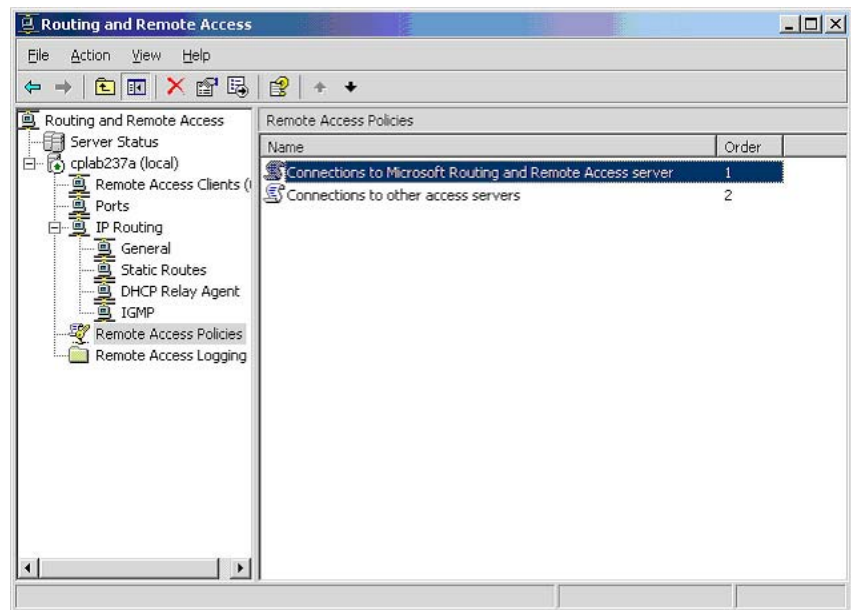 Routing and Remote Access
File Action View Help
Routing and Remote Access
Server Status
cplab237a (local)
Remote Access Clients (
Ports
IP Routing
General
Static Routes
DHCP Relay Agent
IGMP
Remote Access Policies
Remote Access Logging
Remote Access Policies
Name Order
Connections to Microsoft Routing and Remote Access server 1
Connections to other access servers 2